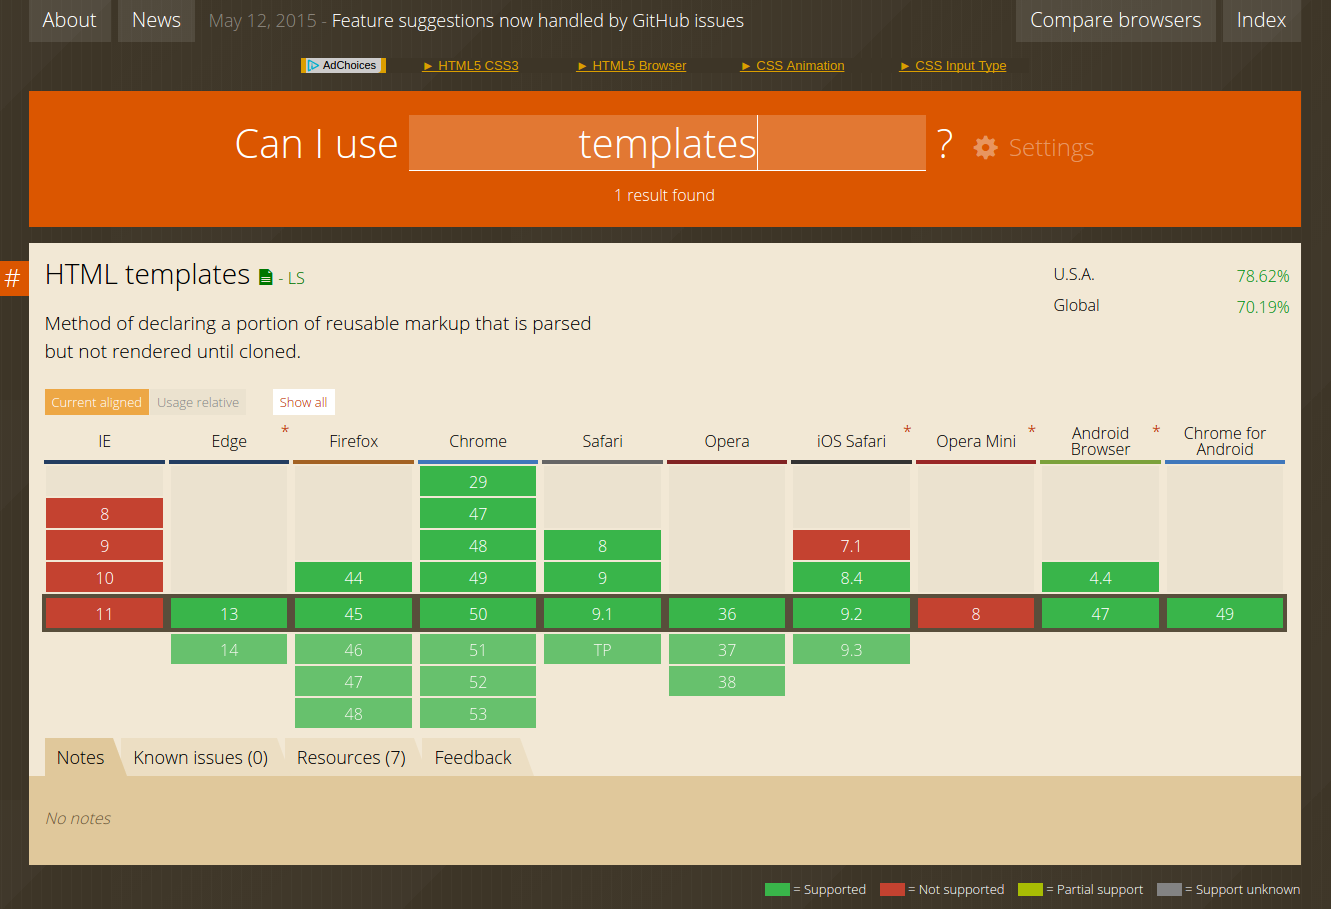 About News May 12, 2015 - Feature suggestions now handled by GitHub issues Compare browsers Index
AdChoices ► HTML5 CSS3 ► HTML5 Browser ► CSS Animation ► CSS Input Type
Can I use templates ? Settings
1 result found
# HTML templates - LS
U.S.A. 78.62%
Global 70.19%
Method of declaring a portion of reusable markup that is parsed
but not rendered until cloned.
Current aligned Usage relative Show all
IE Edge * Firefox Chrome Safari Opera iOS Safari * Opera Mini * Android Browser * Chrome for Android
29
8 47
9 48 8 7.1
10 44 49 9 8.4 4.4
11 13 45 50 9.1 36 9.2 8 47 49
14 46 51 TP 37 9.3
47 52 38
48 53
Notes Known issues (0) Resources (7) Feedback
No notes
= Supported = Not supported = Partial support = Support unknown